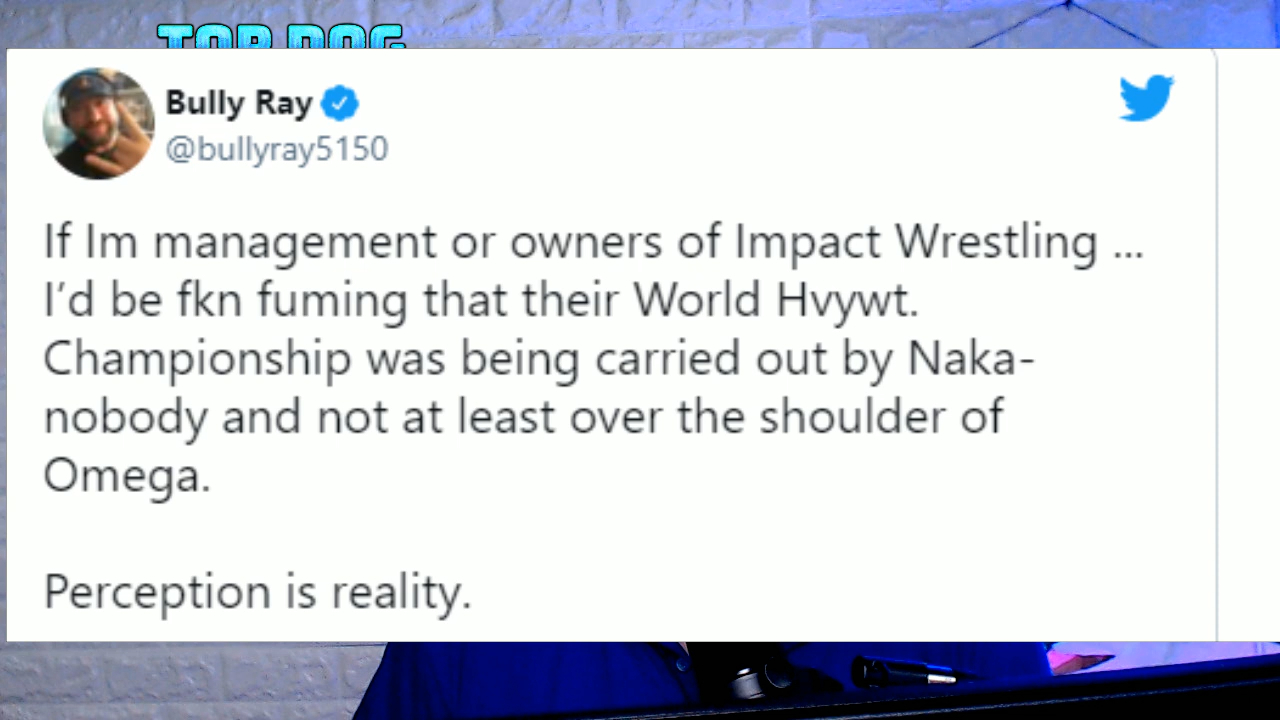 TOP DOG
Bully Ray
@bullyray5150
If Im management or owners of Impact Wrestling ...
I'd be fkn fuming that their World Hvywt.
Championship was being carried out by Naka-
nobody and not at least over the shoulder of
Omega.
Perception is reality.